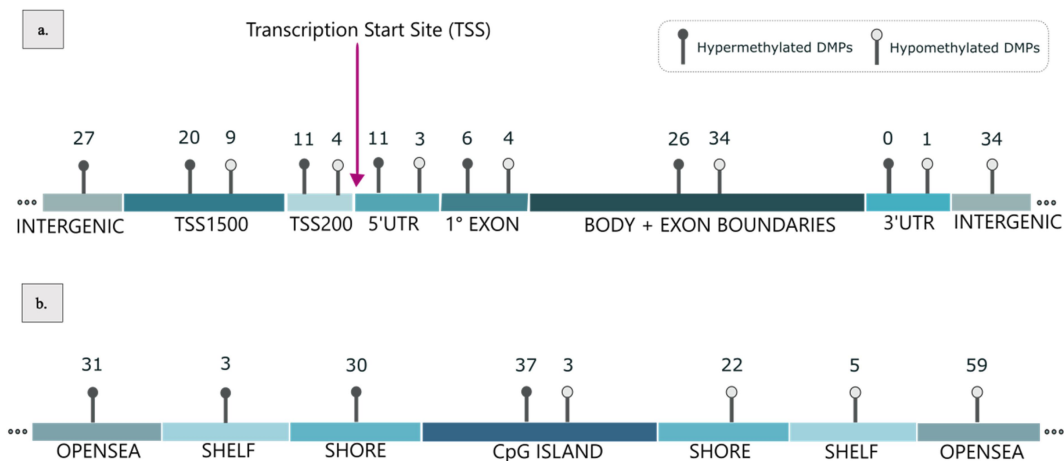 a.
Transcription Start Site (TSS)
Hypermethylated DMPs Hypomethylated DMPs
27 20 9 11 4 11 3 6 4 26 34 0 1 34
INTERGENIC TSS1500 TSS200 5'UTR 1° EXON BODY + EXON BOUNDARIES 3'UTR INTERGENIC
b.
31 3 30 37 3 22 5 59
OPENSEA SHELF SHORE CpG ISLAND SHORE SHELF OPENSEA